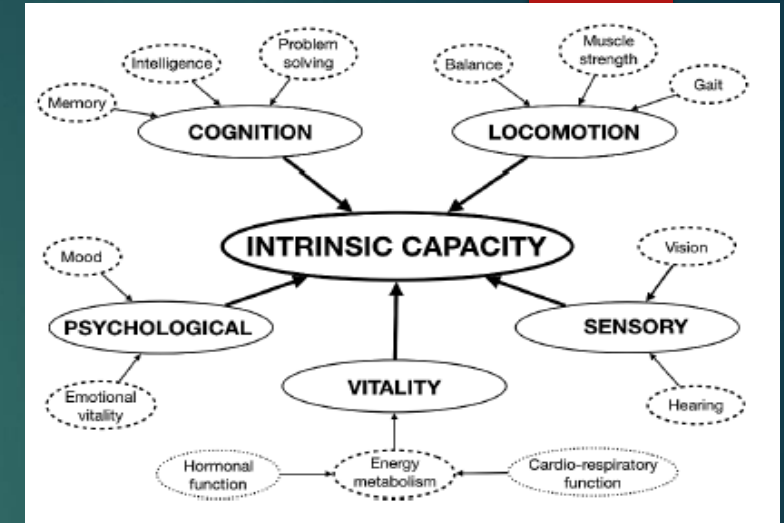 Problem
solving
Intelligence
Memory
COGNITION
Muscle
strength
Balance
Gait
LOCOMOTION
INTRINSIC CAPACITY
Mood
PSYCHOLOGICAL
Emotional
vitality
Vision
SENSORY
Hearing
VITALITY
Hormonal
function
Energy
metabolism
Cardio-respiratory
function